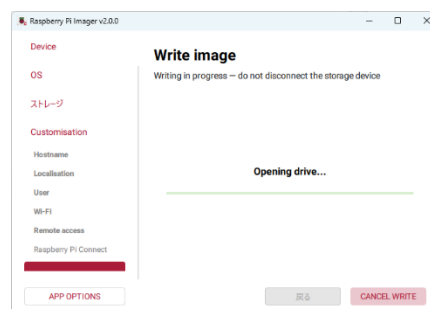 Raspberry Pi Imager v2.0.0
Device
OS
ストレージ
Customisation
Hostname
Localisation
User
Wi-Fi
Remote access
Raspberry Pi Connect
APP OPTIONS
Write image
Writing in progress — do not disconnect the storage device
Opening drive...
戻る
CANCEL WRITE